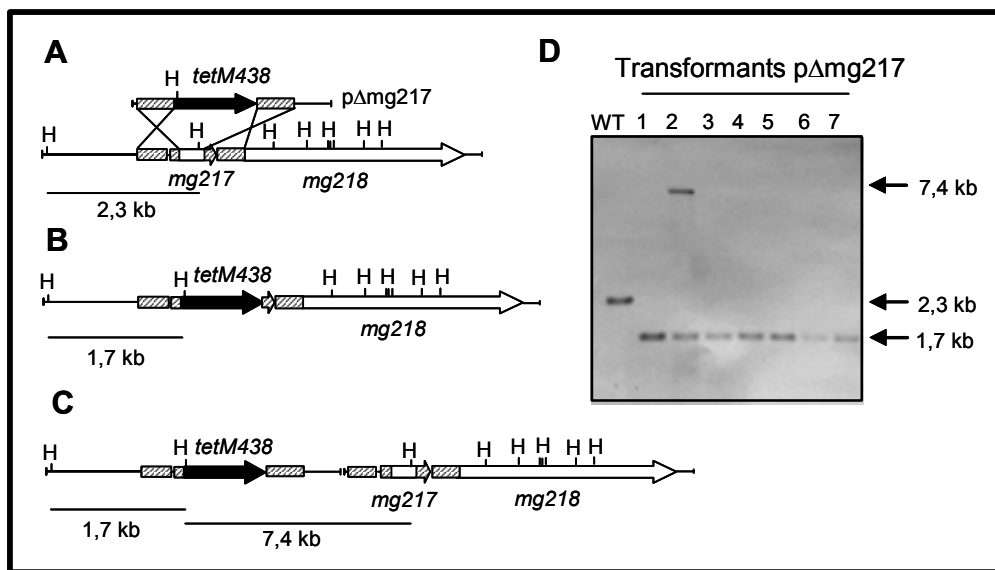 A
H
tetM438
pΔmg217
H
H
H H H H H
mg217
mg218
2,3 kb
B
H
H
tetM438
H H H H H
mg218
1,7 kb
C
H
H
tetM438
H
H H H H H
mg217
mg218
1,7 kb
7,4 kb
D
Transformants pΔmg217
WT 1 2 3 4 5 6 7
7,4 kb
2,3 kb
1,7 kb